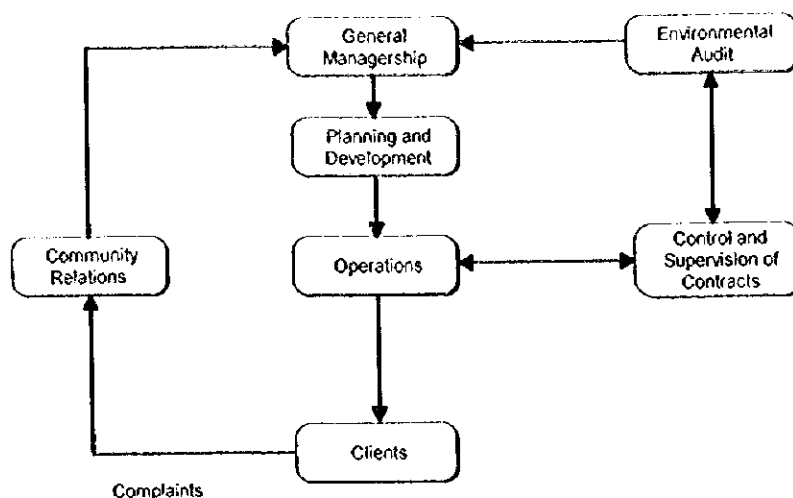 General
Managership
Environmental
Audit
Planning and
Development
Community
Relations
Operations
Control and
Supervision of
Contracts
Clients
Complaints